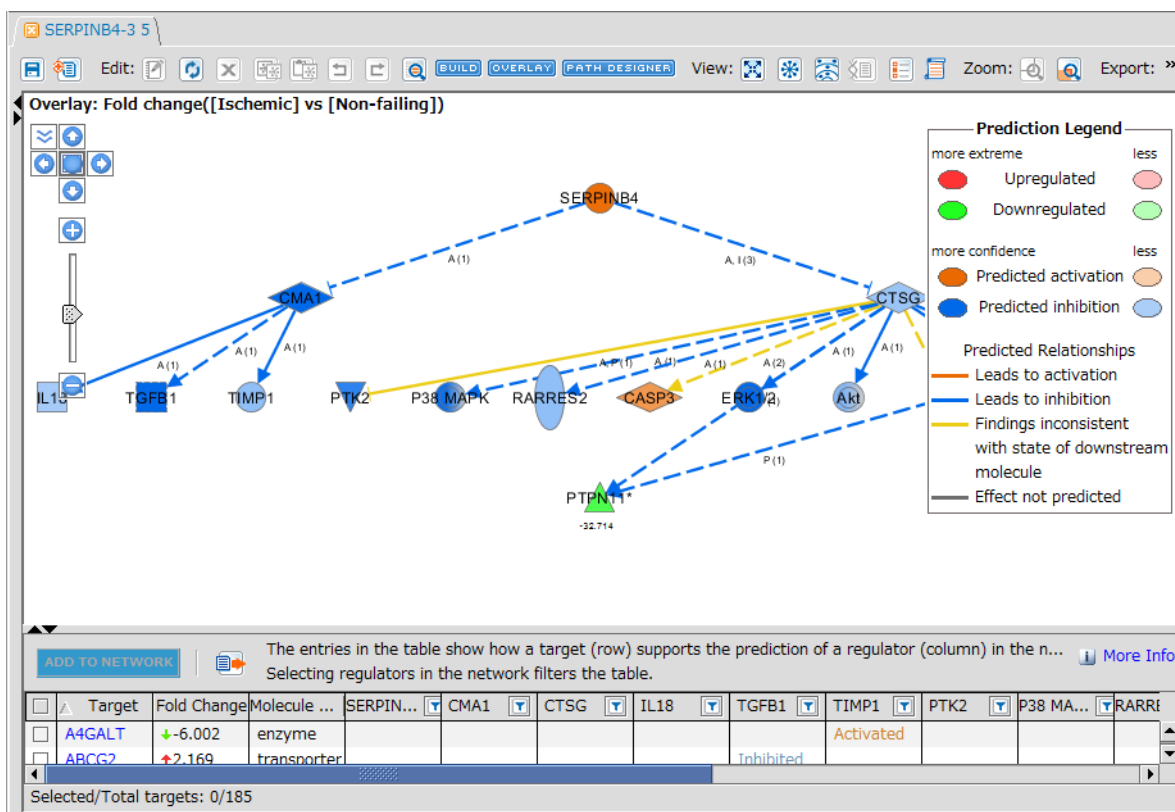 SERPINB4-3 5
Edit: BUILD OVERLAY PATH DESIGNER View: Zoom: Export: »
Overlay: Fold change([Ischemic] vs [Non-failing])
Prediction Legend
more extreme less
Upregulated
Downregulated
more confidence less
Predicted activation
Predicted inhibition
Predicted Relationships
Leads to activation
Leads to inhibition
Findings inconsistent
with state of downstream
molecule
Effect not predicted
SERPINB4
A (1) A, I (3)
CMA1 CTSG
A (1) A (1) A (1) A, P (1) A (1) A (1) A (2) A (1) A (1)
TGFB1 TIMP1 PTK2 P38 MAPK RARRES2 CASP3 ERK1/2 Akt
P (1)
PTPN11*
-32.714
ADD TO NETWORK
The entries in the table show how a target (row) supports the prediction of a regulator (column) in the n... More Info
Selecting regulators in the network filters the table.
Target Fold Change Molecule ... SERPIN... CMA1 CTSG IL18 TGFB1 TIMP1 PTK2 P38 MA... RARRE
A4GALT -6.002 enzyme Activated
ABCG2 2.169 transporter Inhibited
Selected/Total targets: 0/185